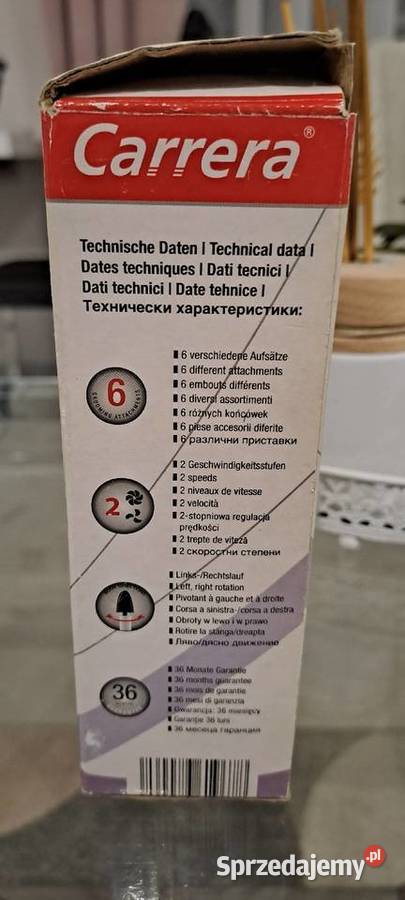 Carrera®
Technische Daten | Technical data |
Dates techniques | Dati tecnici |
Dati technici | Date tehnice |
Технически характеристики:
6
GROOMING ATTACHMENTS
6 verschiedene Aufsätze
6 different attachments
6 embouts différents
6 diversi assortimenti
6 różnych końcówek
6 piese accesorii diferite
6 различни приставки
2
2 Geschwindigkeitsstufen
2 speeds
2 niveaux de vitesse
2 velocità
2-stopniowa regulacja
prędkości
2 trepte de viteză
2 скоростни степени
Links-/Rechtslauf
Left, right rotation
Pivotant à gauche et à droite
Corsa a sinistra-/corsa a destra
Obroty w lewo i w prawo
Rotire la stânga/dreapta
Ляво/дясно движение
36
36 Monate Garantie
36 months guarantee
36 mois de garantie
36 mesi di garanzia
Gwarancja: 36 miesięcy
Garanție 36 luni
36 месеца гаранция
Sprzedajemy.pl